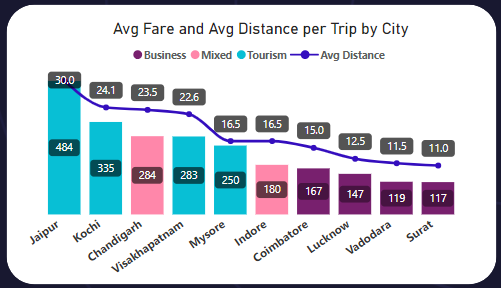 Avg Fare and Avg Distance per Trip by City
Business Mixed Tourism Avg Distance
30.0 24.1 23.5 22.6 16.5 16.5 15.0 12.5 11.5 11.0
484 335 284 283 250 180 167 147 119 117
Jaipur Kochi Chandigarh Visakhapatnam Mysore Indore Coimbatore Lucknow Vadodara Surat